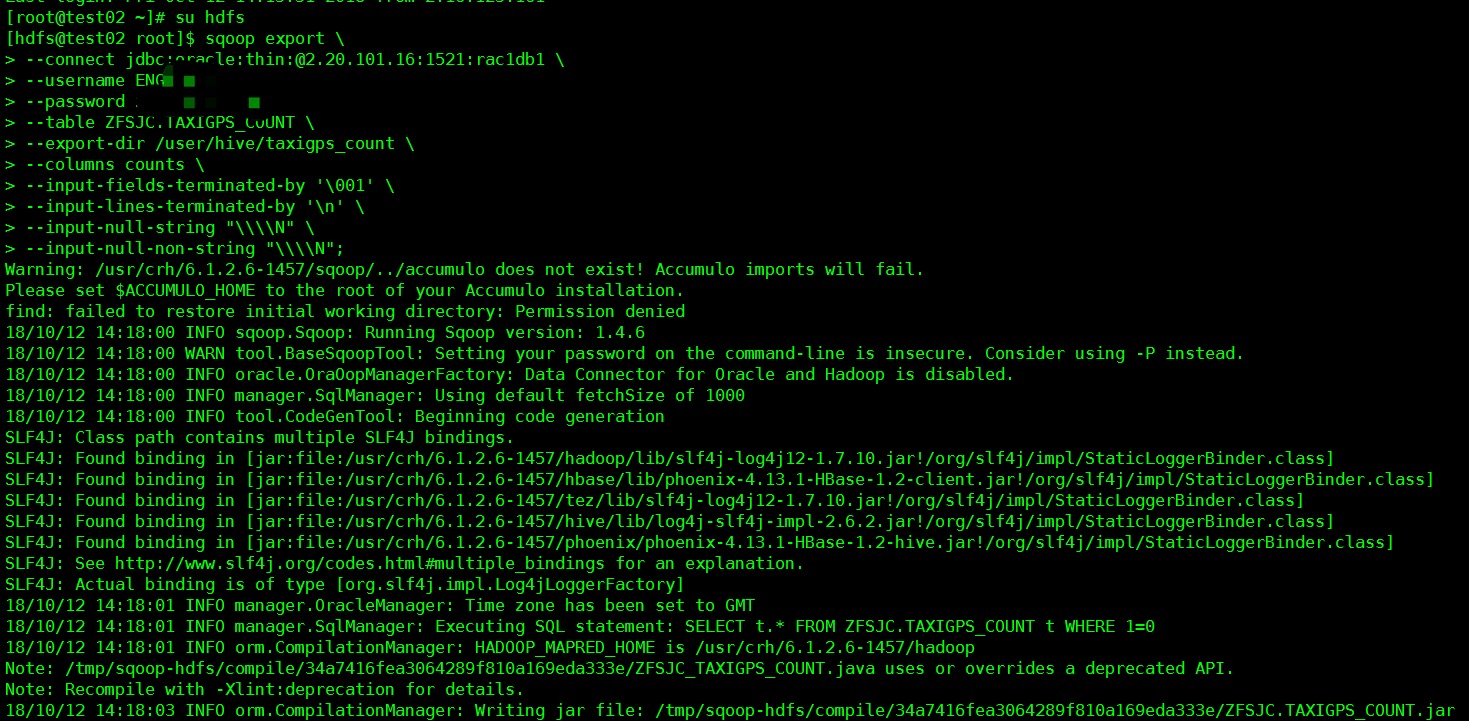 [root@test02 ~]# su hdfs
[hdfs@test02 root]$ sqoop export \
> --connect jdbc:oracle:thin:@2.20.101.16:1521:rac1db1 \
> --username ENG
> --password
> --table ZFSJC.TAXIGPS_COUNT \
> --export-dir /user/hive/taxigps_count \
> --columns counts \
> --input-fields-terminated-by '\001' \
> --input-lines-terminated-by '\n' \
> --input-null-string "\\\\N" \
> --input-null-non-string "\\\\N";
Warning: /usr/crh/6.1.2.6-1457/sqoop/../accumulo does not exist! Accumulo imports will fail.
Please set $ACCUMULO_HOME to the root of your Accumulo installation.
find: failed to restore initial working directory: Permission denied
18/10/12 14:18:00 INFO sqoop.Sqoop: Running Sqoop version: 1.4.6
18/10/12 14:18:00 WARN tool.BaseSqoopTool: Setting your password on the command-line is insecure. Consider using -P instead.
18/10/12 14:18:00 INFO oracle.OraOopManagerFactory: Data Connector for Oracle and Hadoop is disabled.
18/10/12 14:18:00 INFO manager.SqlManager: Using default fetchSize of 1000
18/10/12 14:18:00 INFO tool.CodeGenTool: Beginning code generation
SLF4J: Class path contains multiple SLF4J bindings.
SLF4J: Found binding in [jar:file:/usr/crh/6.1.2.6-1457/hadoop/lib/slf4j-log4j12-1.7.10.jar!/org/slf4j/impl/StaticLoggerBinder.class]
SLF4J: Found binding in [jar:file:/usr/crh/6.1.2.6-1457/hbase/lib/phoenix-4.13.1-HBase-1.2-client.jar!/org/slf4j/impl/StaticLoggerBinder.class]
SLF4J: Found binding in [jar:file:/usr/crh/6.1.2.6-1457/tez/lib/slf4j-log4j12-1.7.10.jar!/org/slf4j/impl/StaticLoggerBinder.class]
SLF4J: Found binding in [jar:file:/usr/crh/6.1.2.6-1457/hive/lib/log4j-slf4j-impl-2.6.2.jar!/org/slf4j/impl/StaticLoggerBinder.class]
SLF4J: Found binding in [jar:file:/usr/crh/6.1.2.6-1457/phoenix/phoenix-4.13.1-HBase-1.2-hive.jar!/org/slf4j/impl/StaticLoggerBinder.class]
SLF4J: See http://www.slf4j.org/codes.html#multiple_bindings for an explanation.
SLF4J: Actual binding is of type [org.slf4j.impl.Log4jLoggerFactory]
18/10/12 14:18:01 INFO manager.OracleManager: Time zone has been set to GMT
18/10/12 14:18:01 INFO manager.SqlManager: Executing SQL statement: SELECT t.* FROM ZFSJC.TAXIGPS_COUNT t WHERE 1=0
18/10/12 14:18:01 INFO orm.CompilationManager: HADOOP_MAPRED_HOME is /usr/crh/6.1.2.6-1457/hadoop
Note: /tmp/sqoop-hdfs/compile/34a7416fea3064289f810a169eda333e/ZFSJC_TAXIGPS_COUNT.java uses or overrides a deprecated API.
Note: Recompile with -Xlint:deprecation for details.
18/10/12 14:18:03 INFO orm.CompilationManager: Writing jar file: /tmp/sqoop-hdfs/compile/34a7416fea3064289f810a169eda333e/ZFSJC.TAXIGPS_COUNT.jar